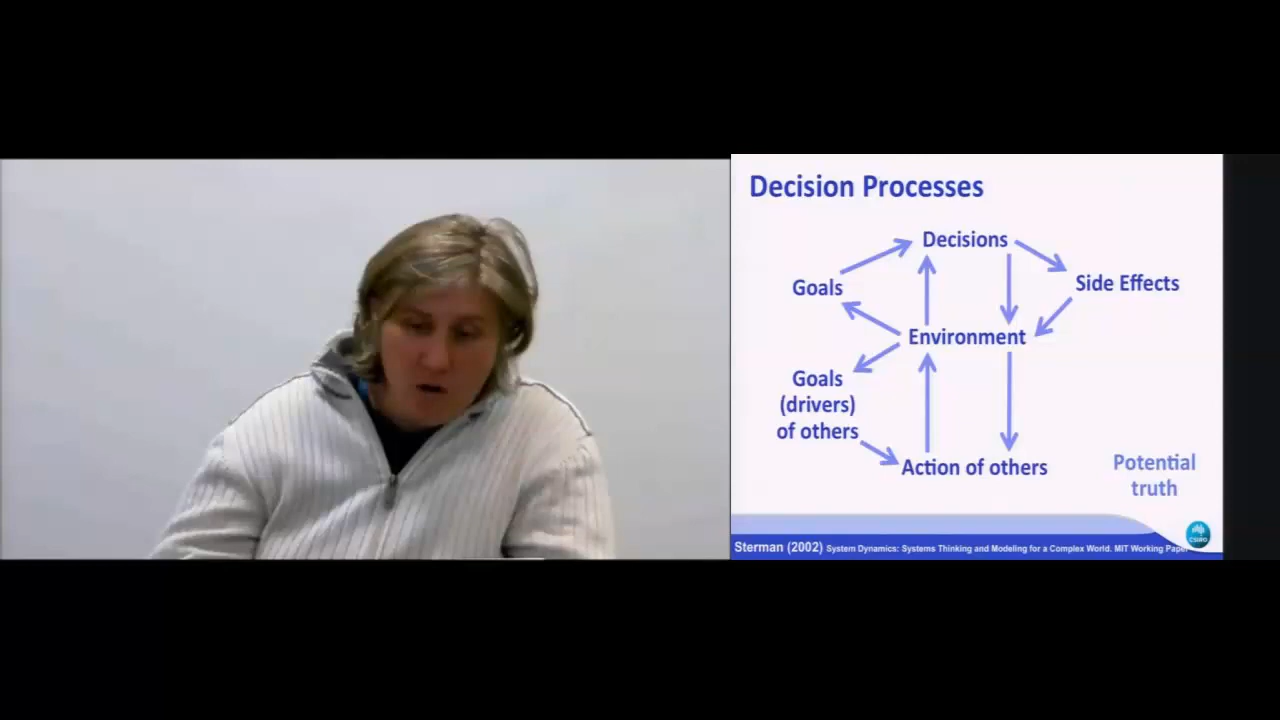 Decision Processes
Decisions
Goals
Side Effects
Environment
Goals
(drivers)
of others
Action of others
Potential
truth
CSIRO
Sterman (2002) System Dynamics: Systems Thinking and Modeling for a Complex World. MIT Working Paper